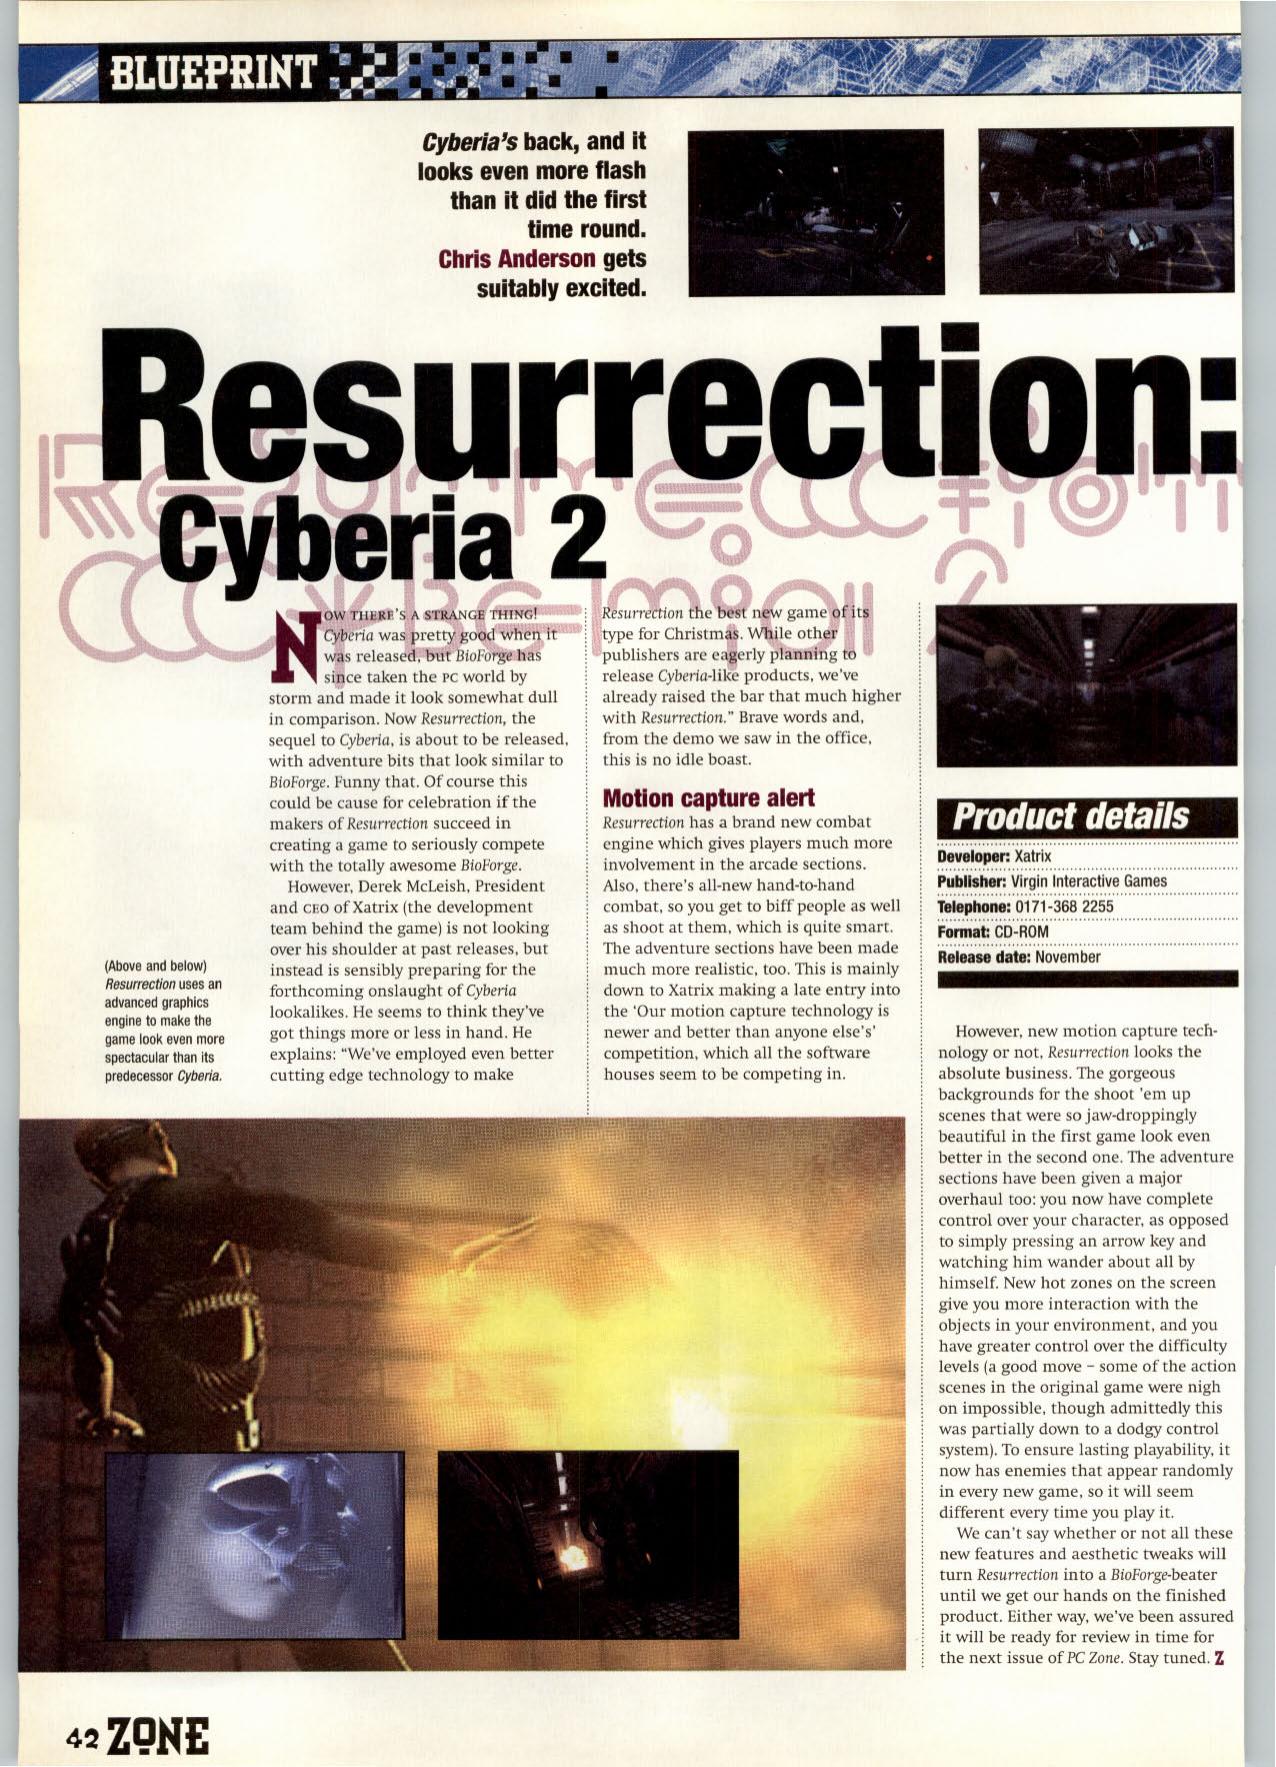 BLUEPRINT
Cyberia's back, and it
looks even more flash
than it did the first
time round.
Chris Anderson gets
suitably excited.
Resurrection:
Cyberia 2
NOW THERE'S A STRANGE THING!
Cyberia was pretty good when it
was released, but BioForge has
since taken the PC world by
storm and made it look somewhat dull
in comparison. Now Resurrection, the
sequel to Cyberia, is about to be released,
with adventure bits that look similar to
BioForge. Funny that. Of course this
could be cause for celebration if the
makers of Resurrection succeed in
creating a game to seriously compete
with the totally awesome BioForge.
However, Derek McLeish, President
and CEO of Xatrix (the development
team behind the game) is not looking
over his shoulder at past releases, but
instead is sensibly preparing for the
forthcoming onslaught of Cyberia
lookalikes. He seems to think they've
got things more or less in hand. He
explains: “We've employed even better
cutting edge technology to make
Resurrection the best new game of its
type for Christmas. While other
publishers are eagerly planning to
release Cyberia-like products, we've
already raised the bar that much higher
with Resurrection.” Brave words and,
from the demo we saw in the office,
this is no idle boast.
Motion capture alert
Resurrection has a brand new combat
engine which gives players much more
involvement in the arcade sections.
Also, there's all-new hand-to-hand
combat, so you get to biff people as well
as shoot at them, which is quite smart.
The adventure sections have been made
much more realistic, too. This is mainly
down to Xatrix making a late entry into
the ‘Our motion capture technology is
newer and better than anyone else's’
competition, which all the software
houses seem to be competing in.
(Above and below)
Resurrection uses an
advanced graphics
engine to make the
game look even more
spectacular than its
predecessor Cyberia.
Product details
Developer: Xatrix
Publisher: Virgin Interactive Games
Telephone: 0171-368 2255
Format: CD-ROM
Release date: November
However, new motion capture tech-
nology or not, Resurrection looks the
absolute business. The gorgeous
backgrounds for the shoot 'em up
scenes that were so jaw-droppingly
beautiful in the first game look even
better in the second one. The adventure
sections have been given a major
overhaul too: you now have complete
control over your character, as opposed
to simply pressing an arrow key and
watching him wander about all by
himself. New hot zones on the screen
give you more interaction with the
objects in your environment, and you
have greater control over the difficulty
levels (a good move – some of the action
scenes in the original game were nigh
on impossible, though admittedly this
was partially down to a dodgy control
system). To ensure lasting playability, it
now has enemies that appear randomly
in every new game, so it will seem
different every time you play it.
We can't say whether or not all these
new features and aesthetic tweaks will
turn Resurrection into a BioForge-beater
until we get our hands on the finished
product. Either way, we've been assured
it will be ready for review in time for
the next issue of PC Zone. Stay tuned. Z
42 ZONE